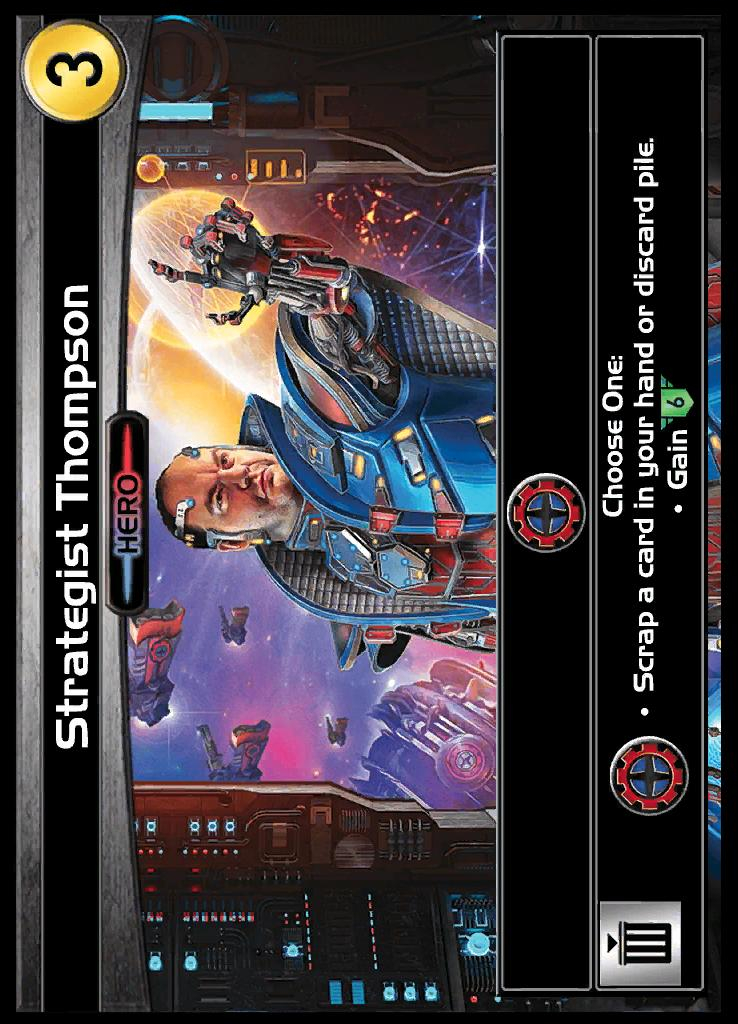 3
Strategist Thompson
HERO
Choose One:
• Scrap a card in your hand or discard pile.
• Gain 6